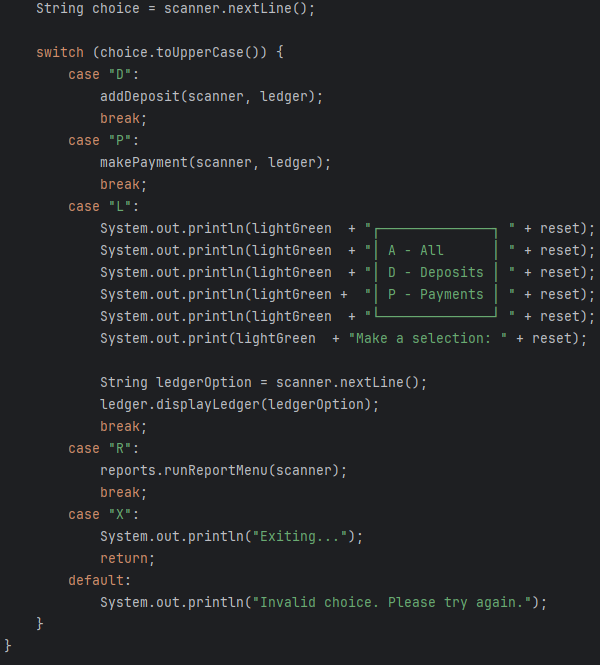 String choice = scanner.nextLine();

    switch (choice.toUpperCase()) {
        case "D":
            addDeposit(scanner, ledger);
            break;
        case "P":
            makePayment(scanner, ledger);
            break;
        case "L":
            System.out.println(lightGreen  + "┌──────────────┐ " + reset);
            System.out.println(lightGreen  + "│ A - All      │ " + reset);
            System.out.println(lightGreen  + "│ D - Deposits │ " + reset);
            System.out.println(lightGreen +  "│ P - Payments │ " + reset);
            System.out.println(lightGreen  + "└──────────────┘ " + reset);
            System.out.print(lightGreen  + "Make a selection: " + reset);

            String ledgerOption = scanner.nextLine();
            ledger.displayLedger(ledgerOption);
            break;
        case "R":
            reports.runReportMenu(scanner);
            break;
        case "X":
            System.out.println("Exiting...");
            return;
        default:
            System.out.println("Invalid choice. Please try again.");
    }
}